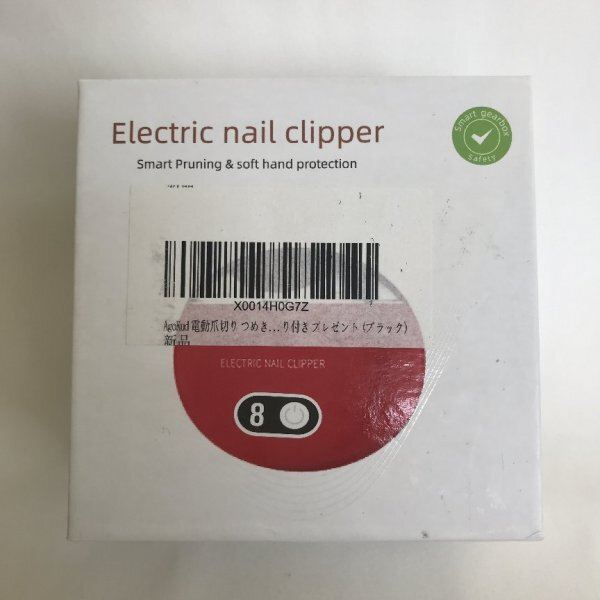 Electric nail clipper
Smart gearbox
Safety
Smart Pruning & soft hand protection
X0014H0G7Z
AgoKud 電動爪切り つめき...り付き プレゼント (ブラック)
新品
ELECTRIC NAIL CLIPPER
8